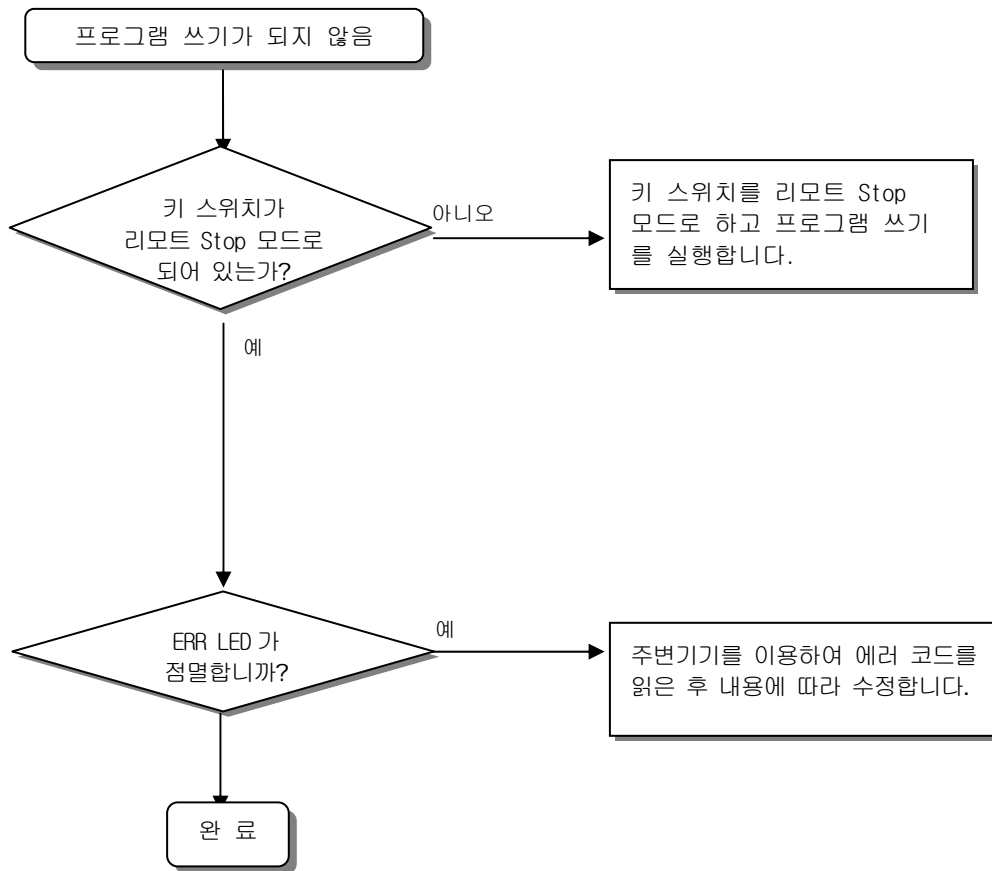 프로그램 쓰기가 되지 않음
키 스위치가
리모트 Stop 모드로
되어 있는가?
아니오
키 스위치를 리모트 Stop
모드로 하고 프로그램 쓰기
를 실행합니다.
예
ERR LED 가
점멸합니까?
예
주변기기를 이용하여 에러 코드를
읽은 후 내용에 따라 수정합니다.
완 료